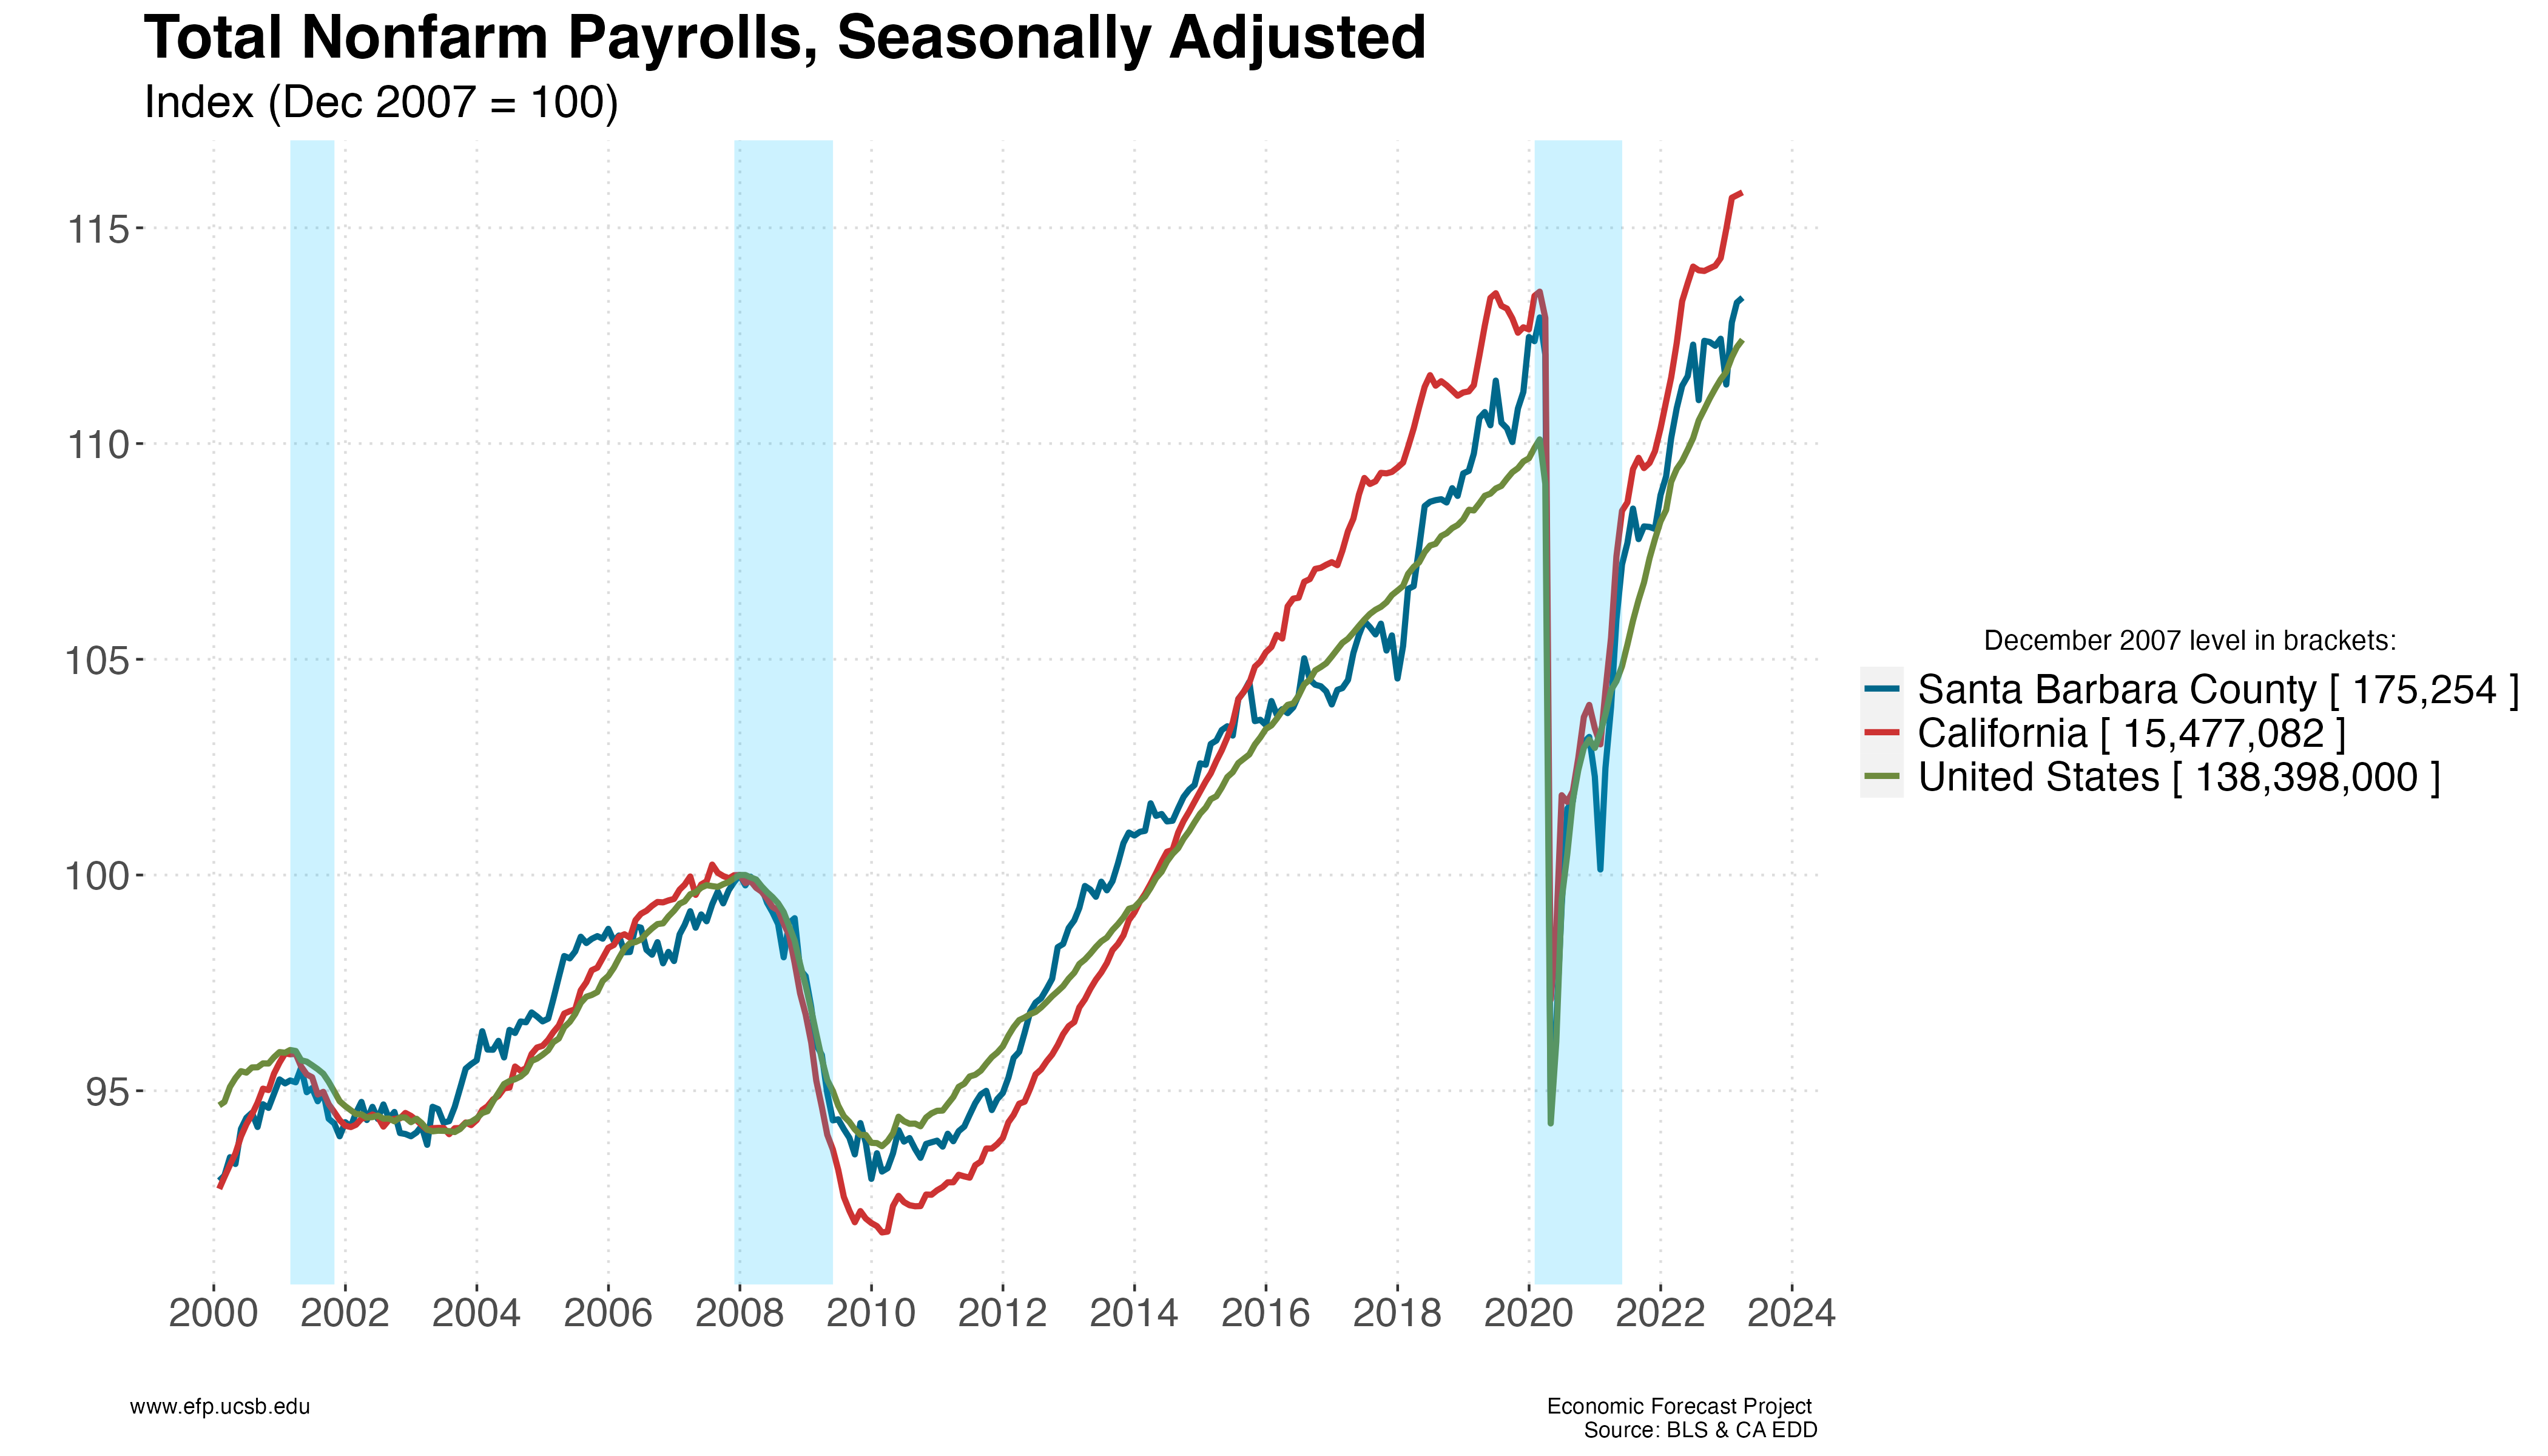 Total Nonfarm Payrolls, Seasonally Adjusted
Index (Dec 2007 = 100)
115
110
105
100
95
2000 2002 2004 2006 2008 2010 2012 2014 2016 2018 2020 2022 2024
December 2007 level in brackets:
Santa Barbara County [ 175,254 ]
California [ 15,477,082 ]
United States [ 138,398,000 ]
www.efp.ucsb.edu
Economic Forecast Project
Source: BLS & CA EDD